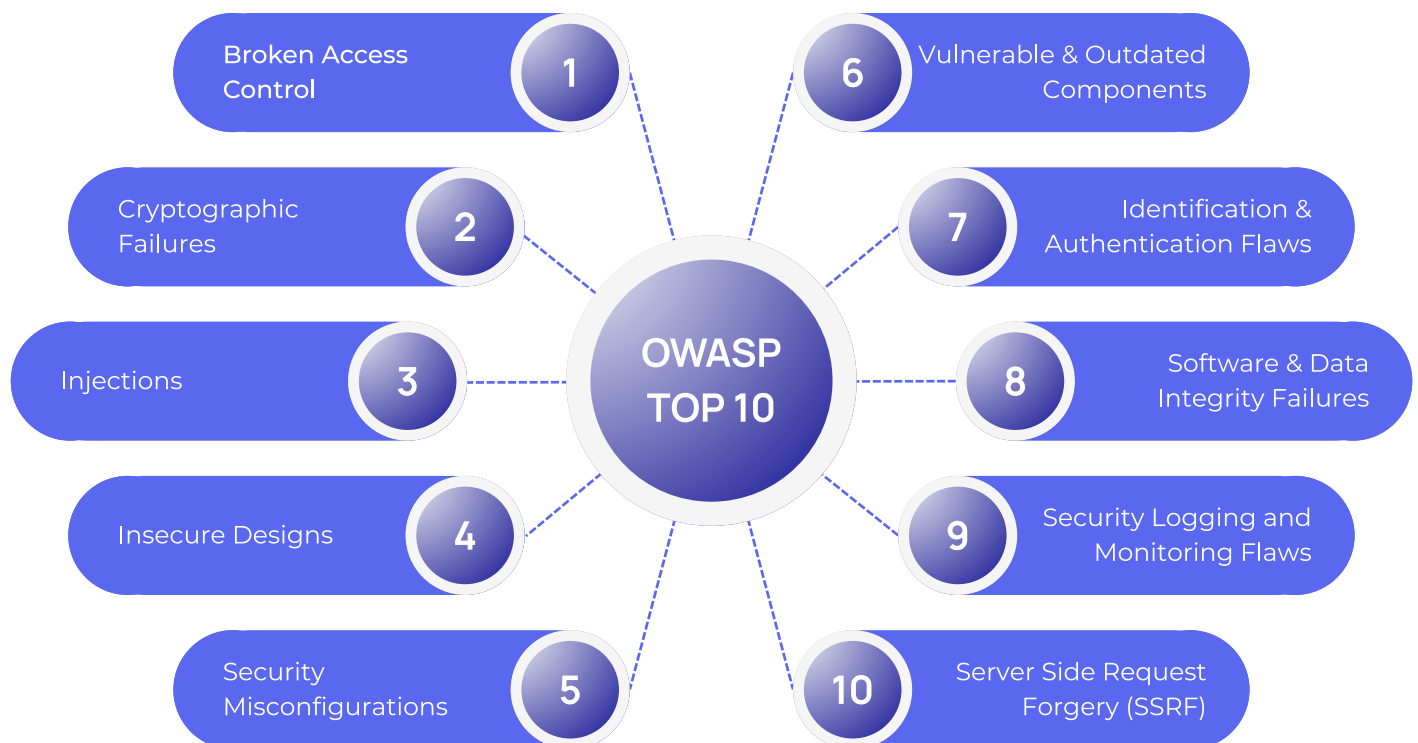 Broken Access
Control
1
Cryptographic
Failures
2
Injections
3
Insecure Designs
4
Security
Misconfigurations
5
OWASP
TOP 10
6
Vulnerable & Outdated
Components
7
Identification &
Authentication Flaws
8
Software & Data
Integrity Failures
9
Security Logging and
Monitoring Flaws
10
Server Side Request
Forgery (SSRF)